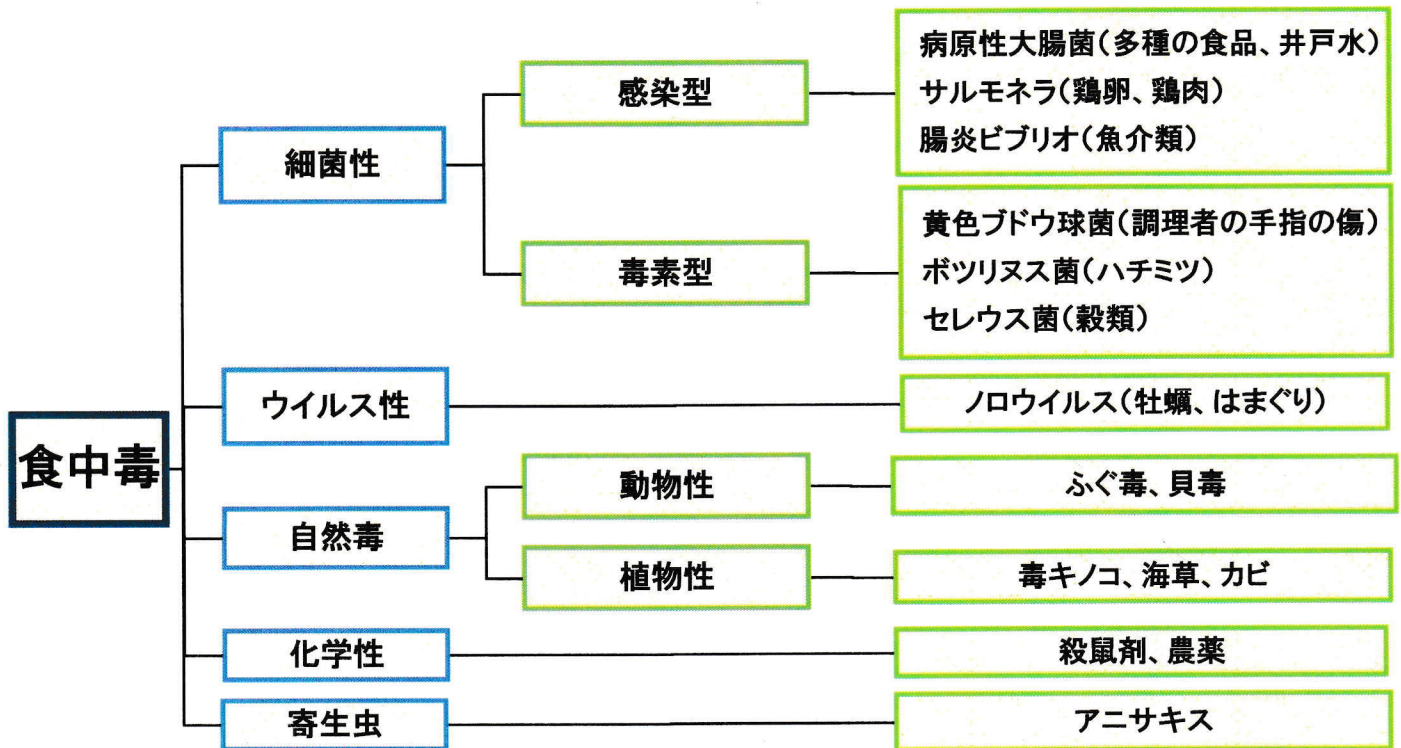 食中毒
細菌性
感染型
病原性大腸菌(多種の食品、井戸水)
サルモネラ(鶏卵、鶏肉)
腸炎ビブリオ(魚介類)
毒素型
黄色ブドウ球菌(調理者の手指の傷)
ボツリヌス菌(ハチミツ)
セレウス菌(穀類)
ウイルス性
ノロウイルス(牡蠣、はまぐり)
自然毒
動物性
ふぐ毒、貝毒
植物性
毒キノコ、海草、カビ
化学性
殺鼠剤、農薬
寄生虫
アニサキス